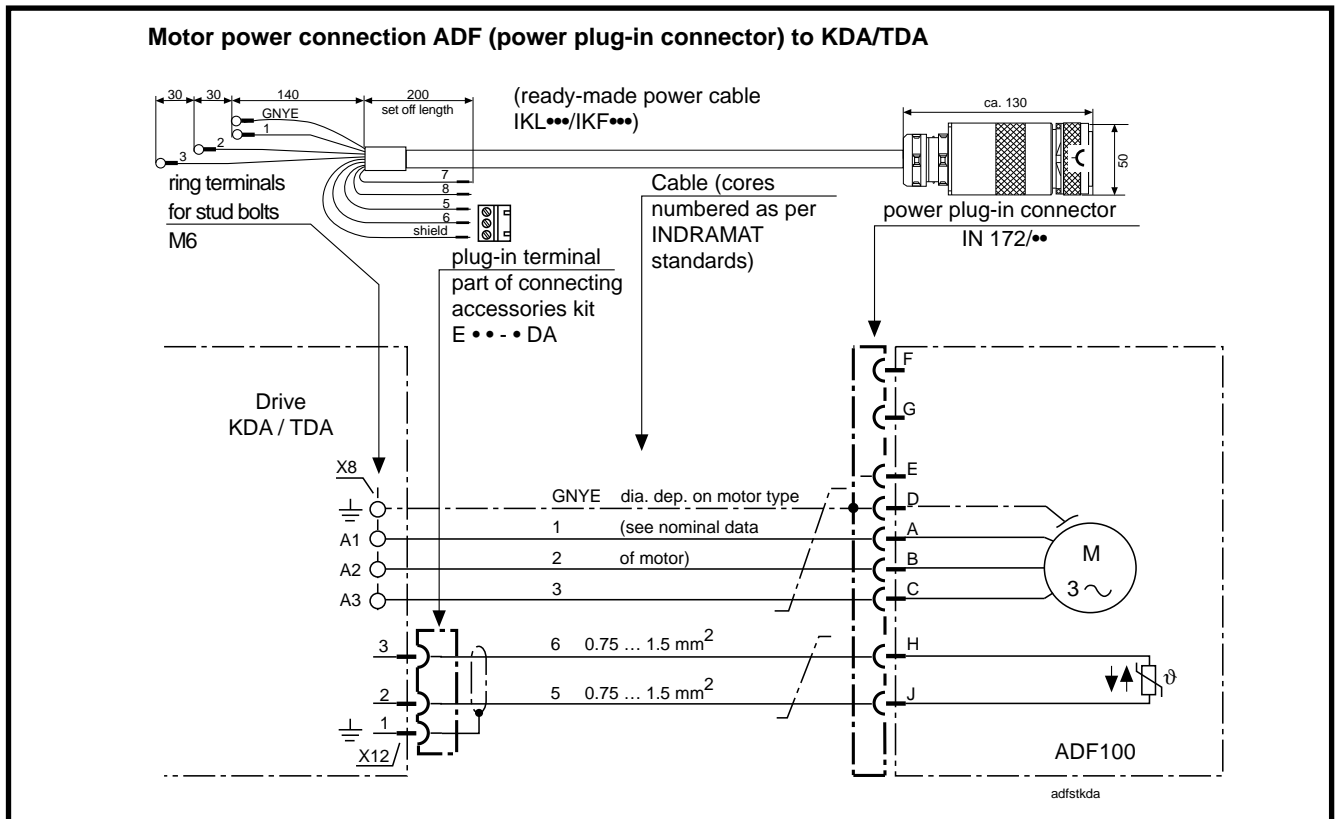 Motor power connection ADF (power plug-in connector) to KDA/TDA
30 30 140 200
set off length
(ready-made power cable
IKL•••/IKF•••)
ca. 130
50
GNYE
1
2
3
7
8
5
6
shield
ring terminals
for stud bolts
M6
Cable (cores
numbered as per
INDRAMAT
standards)
power plug-in connector
IN 172/••
plug-in terminal
part of connecting
accessories kit
E • • - • DA
Drive
KDA / TDA
F
G
E
X8
GNYE dia. dep. on motor type D
A1 1 (see nominal data A
A2 2 of motor) B
A3 3 C
M
3
3 6 0.75 … 1.5 mm² H
ϑ
2 5 0.75 … 1.5 mm² J
1
X12
ADF100
adfstkda